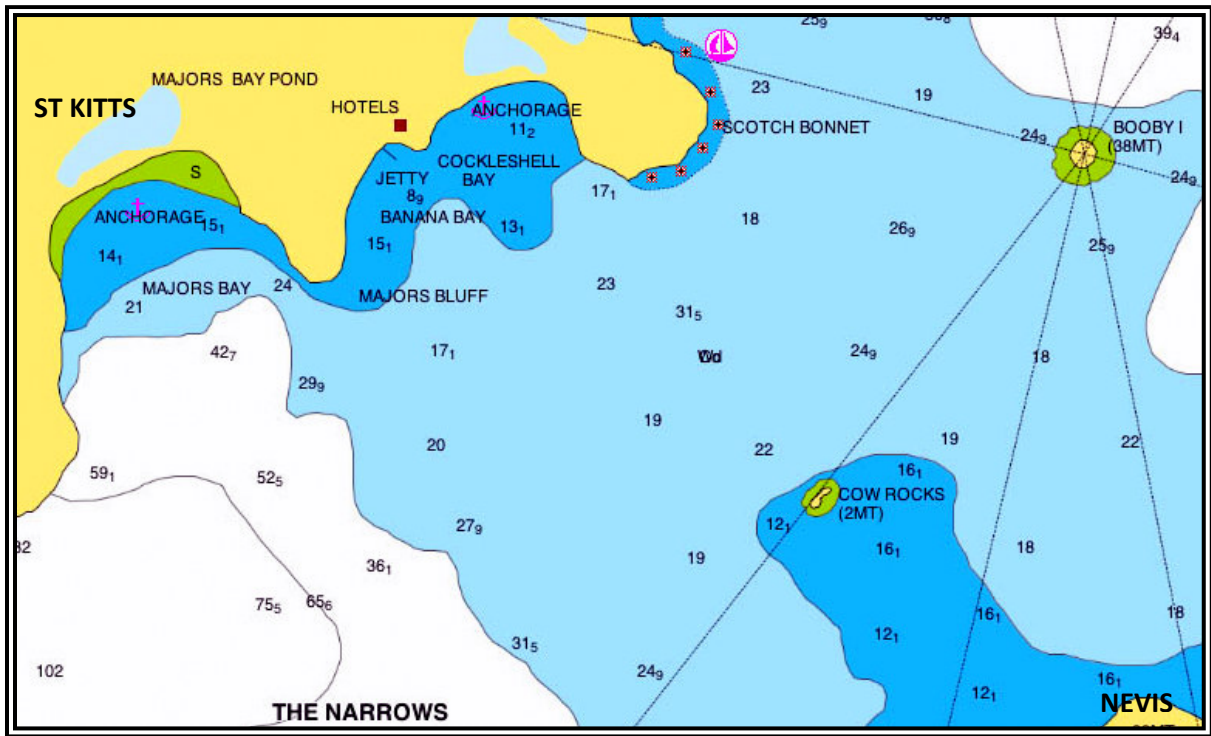 25₉
30₈
39₄
MAJORS BAY POND
ST KITTS
HOTELS
ANCHORAGE
11₂
23
19
SCOTCH BONNET
24₉
BOOBY I
(38MT)
24₉
S
COCKLESHELL
BAY
JETTY
8₉
17₁
ANCHORAGE
15₁
BANANA BAY
13₁
18
26₉
15₁
25₉
14₁
MAJORS BAY
24
MAJORS BLUFF
23
21
31₅
42₇
17₁
24₉
18
29₉
19
20
22
19
22
59₁
52₅
16₁
COW ROCKS
(2MT)
27₉
12₁
32
36₁
19
16₁
18
75₅
65₆
16₁
18
31₅
12₁
102
24₉
12₁
16₁
THE NARROWS
NEVIS